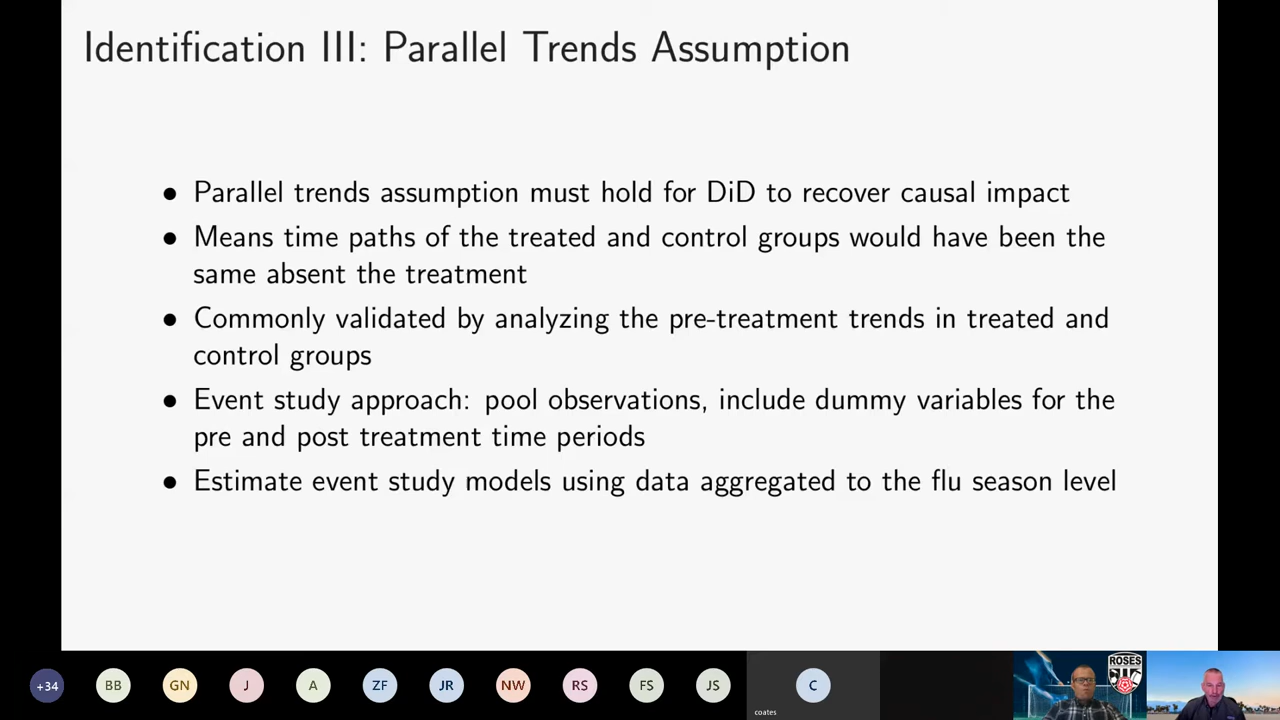 Identification III: Parallel Trends Assumption
● Parallel trends assumption must hold for DiD to recover causal impact
● Means time paths of the treated and control groups would have been the
same absent the treatment
● Commonly validated by analyzing the pre-treatment trends in treated and
control groups
● Event study approach: pool observations, include dummy variables for the
pre and post treatment time periods
● Estimate event study models using data aggregated to the flu season level
+34 BB GN J A ZF JR NW RS FS JS C
coates
ROSES